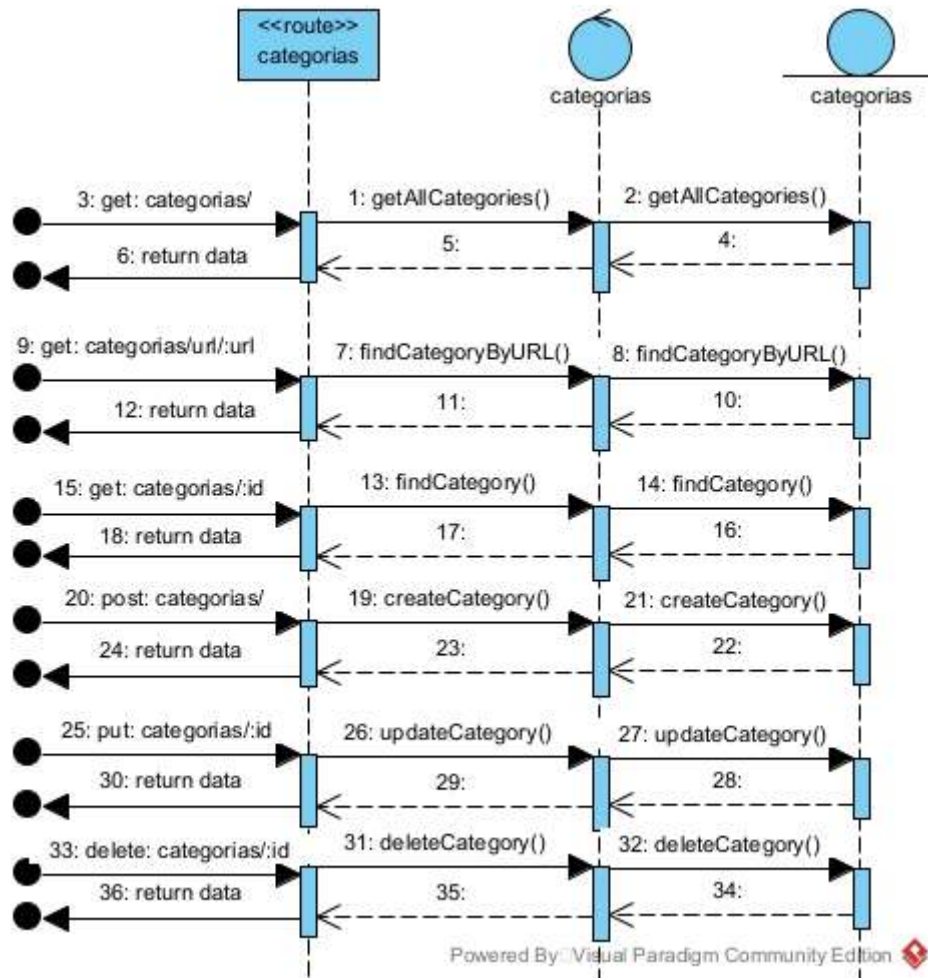 <<route>>
categorias
categorias
categorias
3: get: categorias/
1: getAllCategories()
2: getAllCategories()
6: return data
5:
4:
9: get: categorias/url/:url
7: findCategoryByURL()
8: findCategoryByURL()
12: return data
11:
10:
15: get: categorias/:id
13: findCategory()
14: findCategory()
18: return data
17:
16:
20: post: categorias/
19: createCategory()
21: createCategory()
24: return data
23:
22:
25: put: categorias/:id
26: updateCategory()
27: updateCategory()
30: return data
29:
28:
33: delete: categorias/:id
31: deleteCategory()
32: deleteCategory()
36: return data
35:
34:
Powered By Visual Paradigm Community Edition